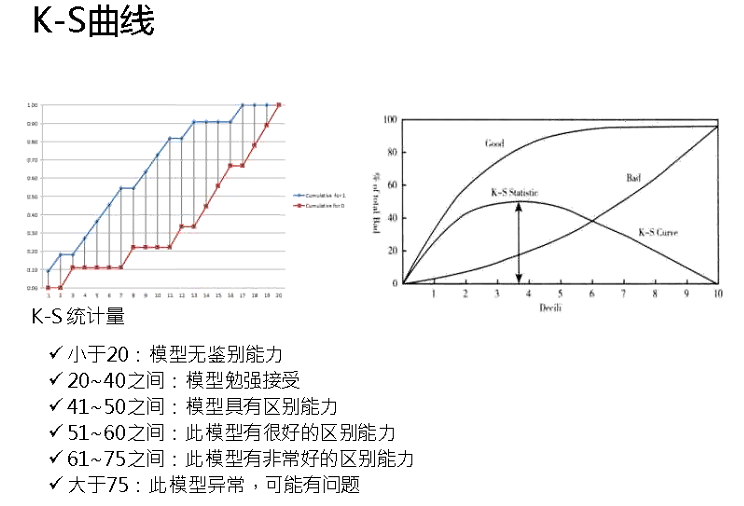 K-S曲线
1.00
0.90
0.80
0.70
0.60
0.50
0.40
0.30
0.20
0.10
0.00
1 2 3 4 5 6 7 8 9 10 11 12 13 14 15 16 17 18 19 20
Cumulative for 1
Cumulative for 0
100
80
60
40
20
0
Good
Bad
K-S Statistic
K-S Curve
1 2 3 4 5 6 7 8 9 10
Decili
K-S 统计量
✓ 小于20：模型无鉴别能力
✓ 20~40之间：模型勉强接受
✓ 41~50之间：模型具有区别能力
✓ 51~60之间：此模型有很好的区别能力
✓ 61~75之间：此模型有非常好的区别能力
✓ 大于75：此模型异常，可能有问题